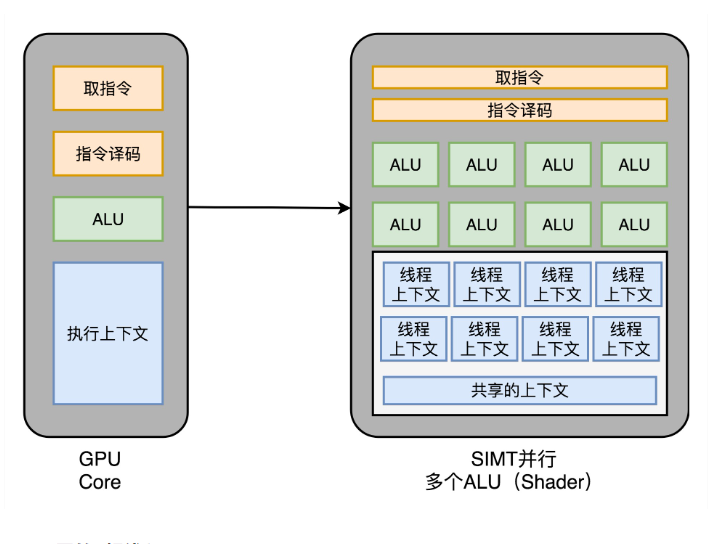 取指令
指令译码
ALU
执行上下文
GPU
Core
取指令
指令译码
ALU ALU ALU ALU
ALU ALU ALU ALU
线程 线程 线程 线程
上下文 上下文 上下文 上下文
线程 线程 线程 线程
上下文 上下文 上下文 上下文
共享的上下文
SIMT并行
多个ALU（Shader）